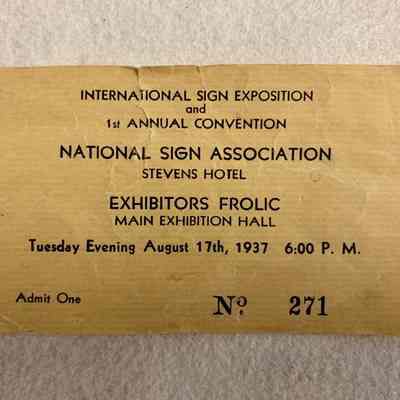 INTERNATIONAL SIGN EXPOSITION
and
1st ANNUAL CONVENTION
NATIONAL SIGN ASSOCIATION
STEVENS HOTEL
EXHIBITORS FROLIC
MAIN EXHIBITION HALL
Tuesday Evening August 17th, 1937 6:00 P. M.
Admit One Nº 271